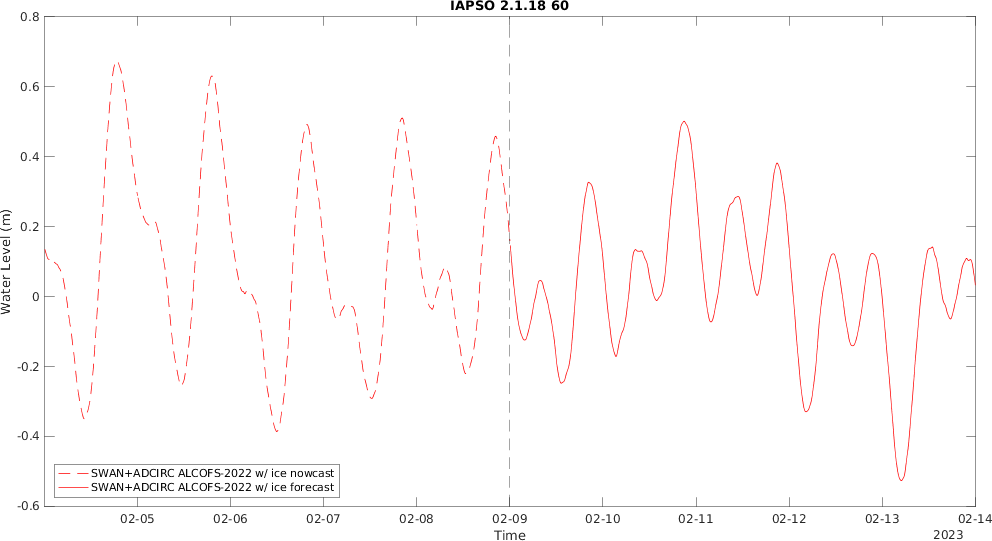 IAPSO 2.1.18 60
0.8
0.6
0.4
0.2
0
-0.2
-0.4
-0.6
Water Level (m)
SWAN+ADCIRC ALCOFS-2022 w/ ice nowcast
SWAN+ADCIRC ALCOFS-2022 w/ ice forecast
02-05 02-06 02-07 02-08 02-09 02-10 02-11 02-12 02-13 02-14
Time
2023